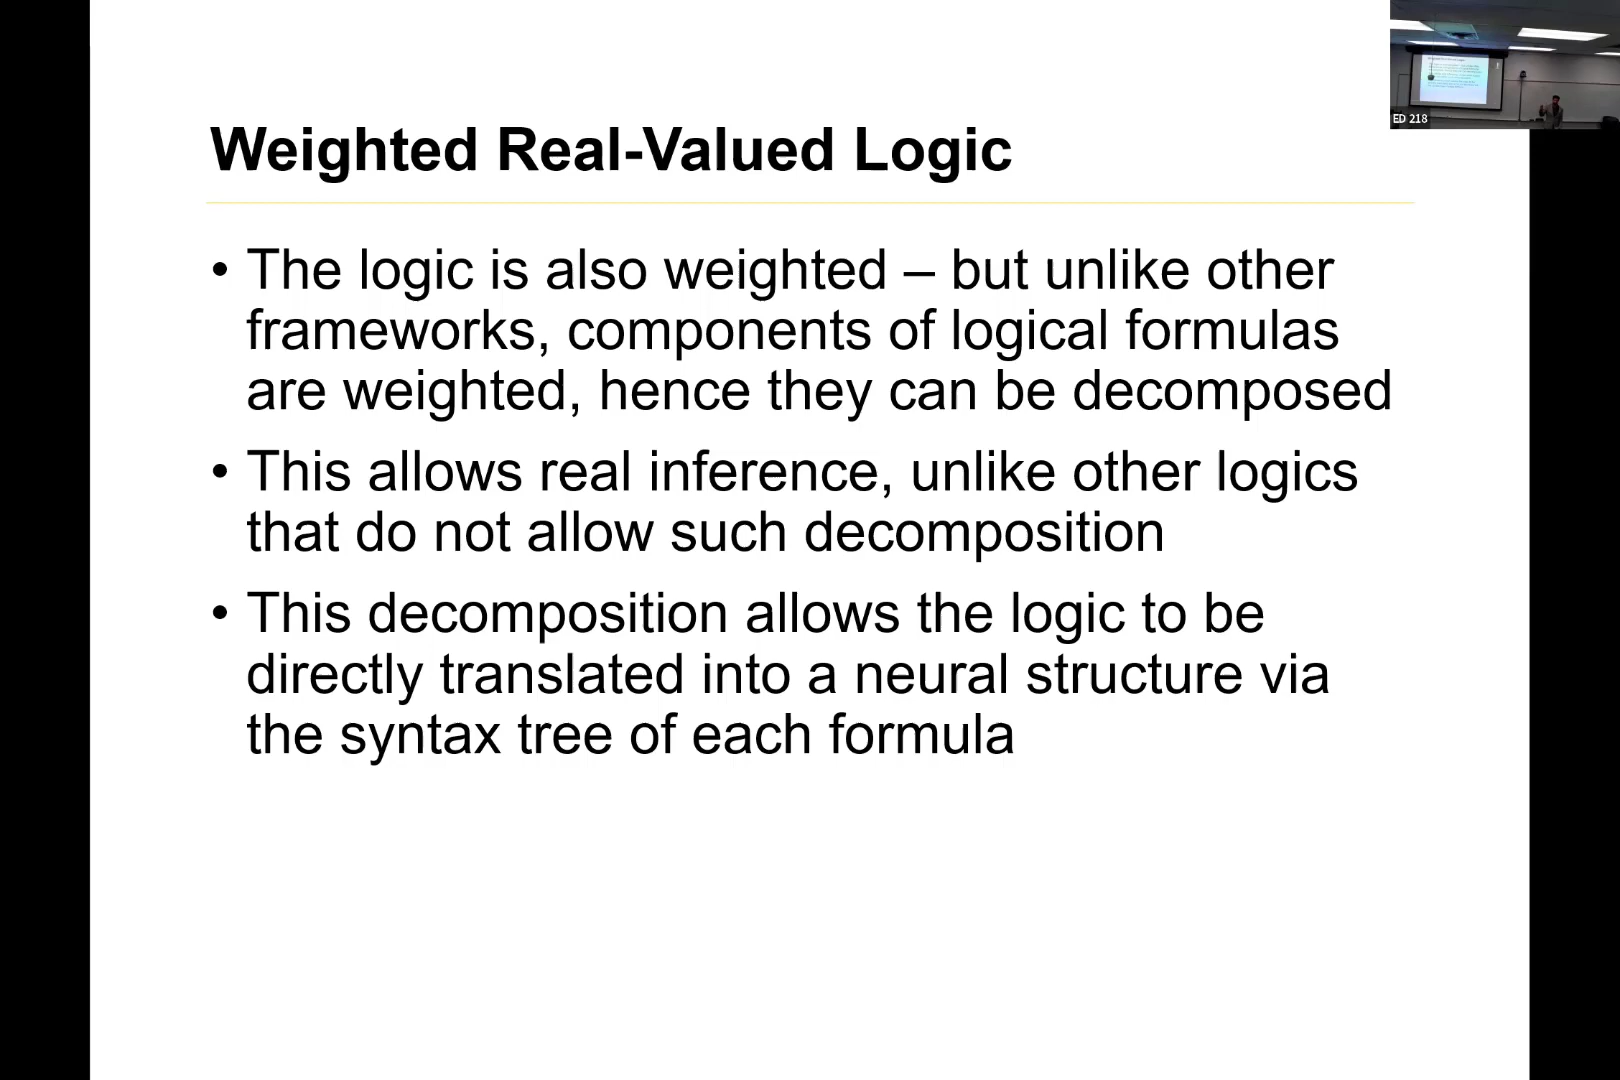 ED 218
Weighted Real-Valued Logic
• The logic is also weighted – but unlike other
frameworks, components of logical formulas
are weighted, hence they can be decomposed
• This allows real inference, unlike other logics
that do not allow such decomposition
• This decomposition allows the logic to be
directly translated into a neural structure via
the syntax tree of each formula